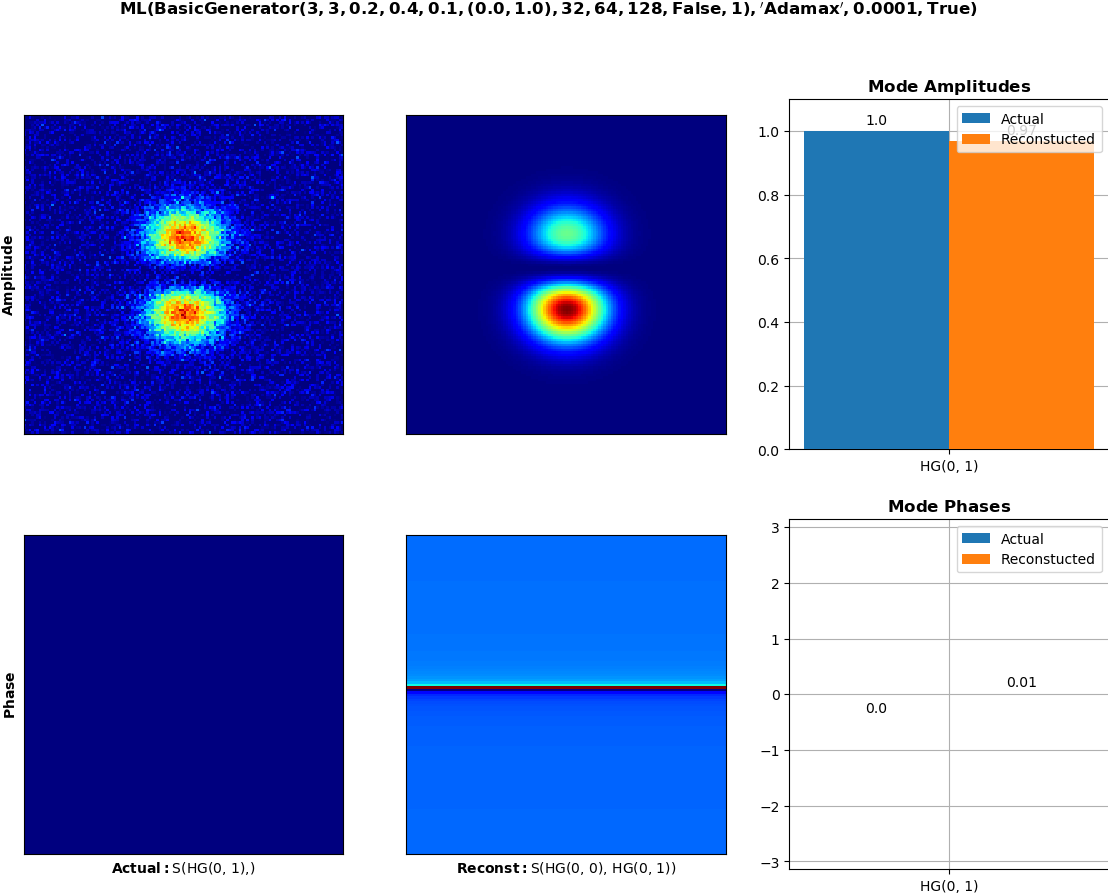 ML(BasicGenerator(3, 3, 0.2, 0.4, 0.1, (0.0, 1.0), 32, 64, 128, False, 1), ′Adamax′, 0.0001, True)
Amplitude
Mode Amplitudes
Actual
Reconstucted
1.0
0.97
1.0
0.8
0.6
0.4
0.2
0.0
HG(0, 1)
Phase
Actual: S(HG(0, 1),)
Reconst: S(HG(0, 0), HG(0, 1))
Mode Phases
Actual
Reconstucted
3
2
1
0
−1
−2
−3
0.0
0.01
HG(0, 1)